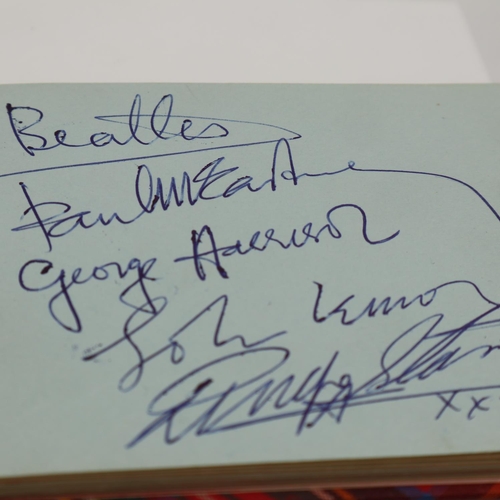 Beatles
Paul McCartney
George Harrison
John Lennon
Ringo Starr
xx